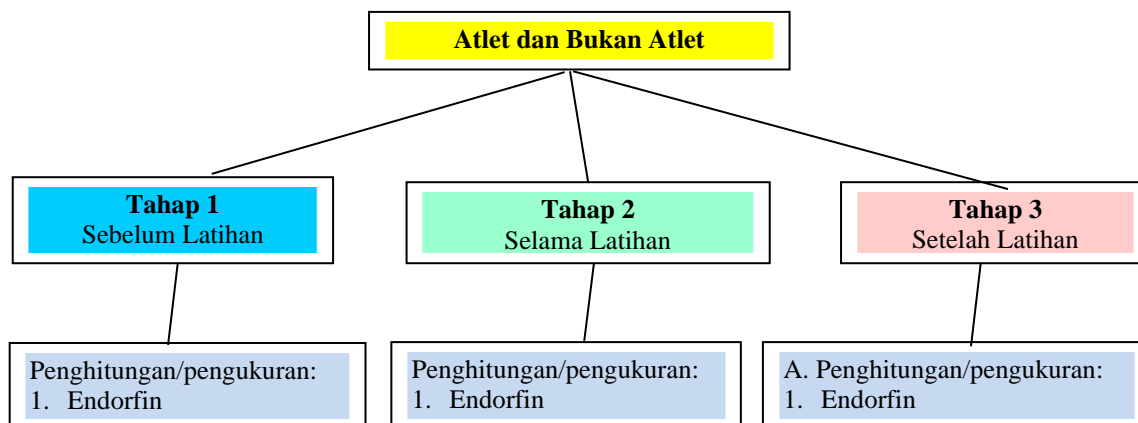 Atlet dan Bukan Atlet
Tahap 1
Sebelum Latihan
Tahap 2
Selama Latihan
Tahap 3
Setelah Latihan
Penghitungan/pengukuran:
1. Endorfin
Penghitungan/pengukuran:
1. Endorfin
A. Penghitungan/pengukuran:
1. Endorfin